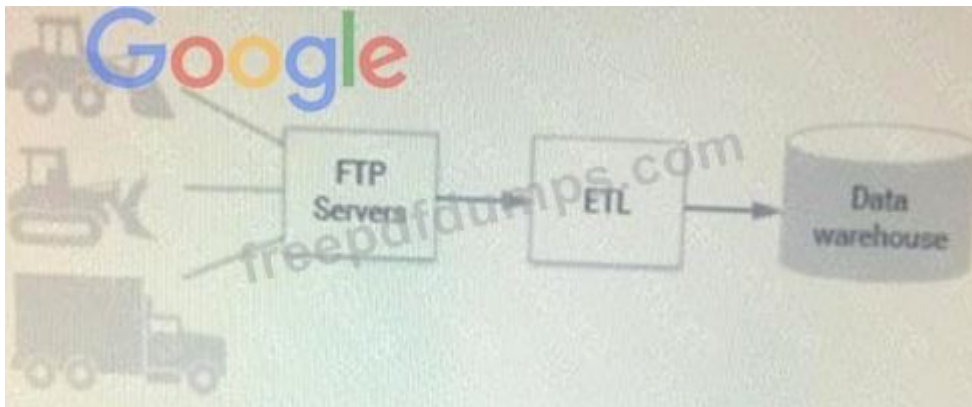 Google
FTP
Servers
ETL
Data
warehouse
freepdfdumps.com